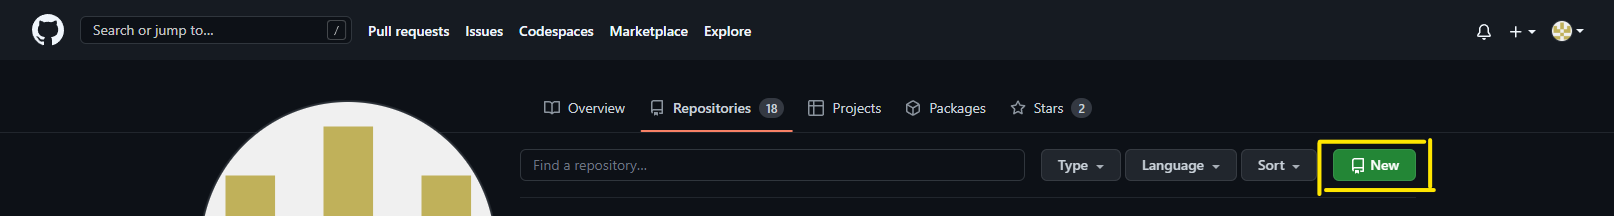 Search or jump to... /
Pull requests Issues Codespaces Marketplace Explore
Overview Repositories 18 Projects Packages Stars 2
Find a repository... Type Language Sort New